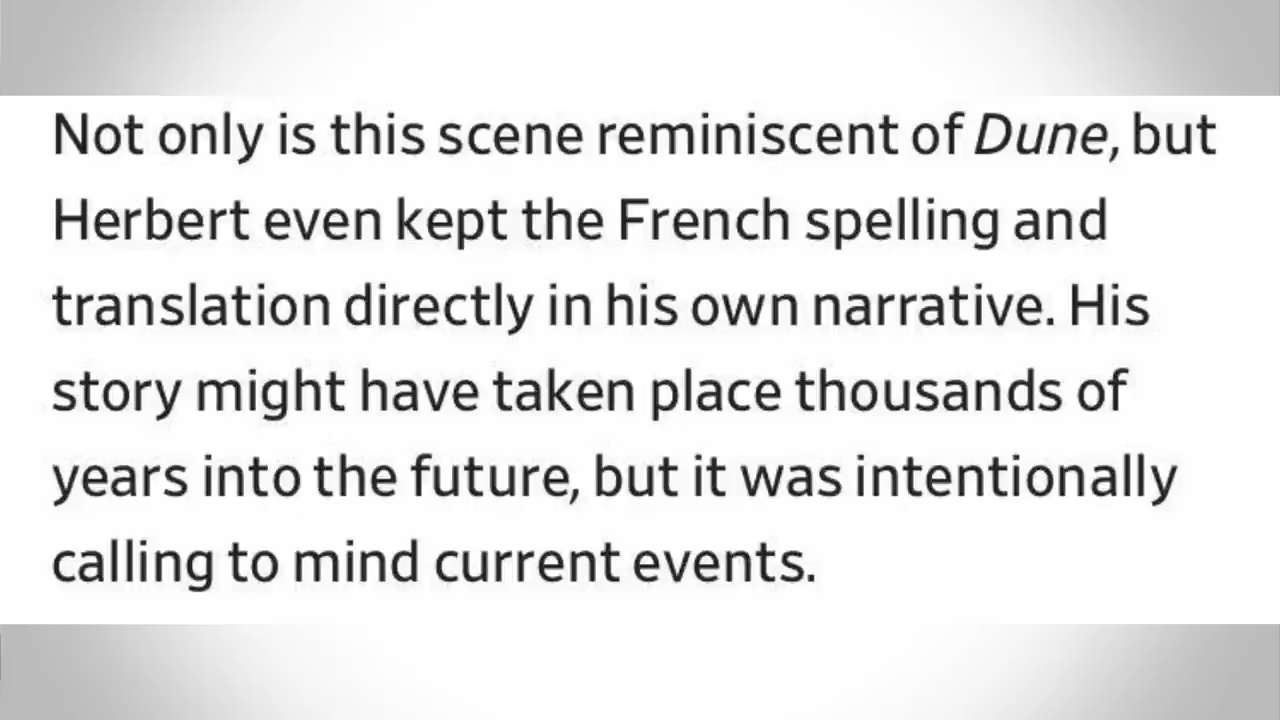 Not only is this scene reminiscent of Dune, but
Herbert even kept the French spelling and
translation directly in his own narrative. His
story might have taken place thousands of
years into the future, but it was intentionally
calling to mind current events.